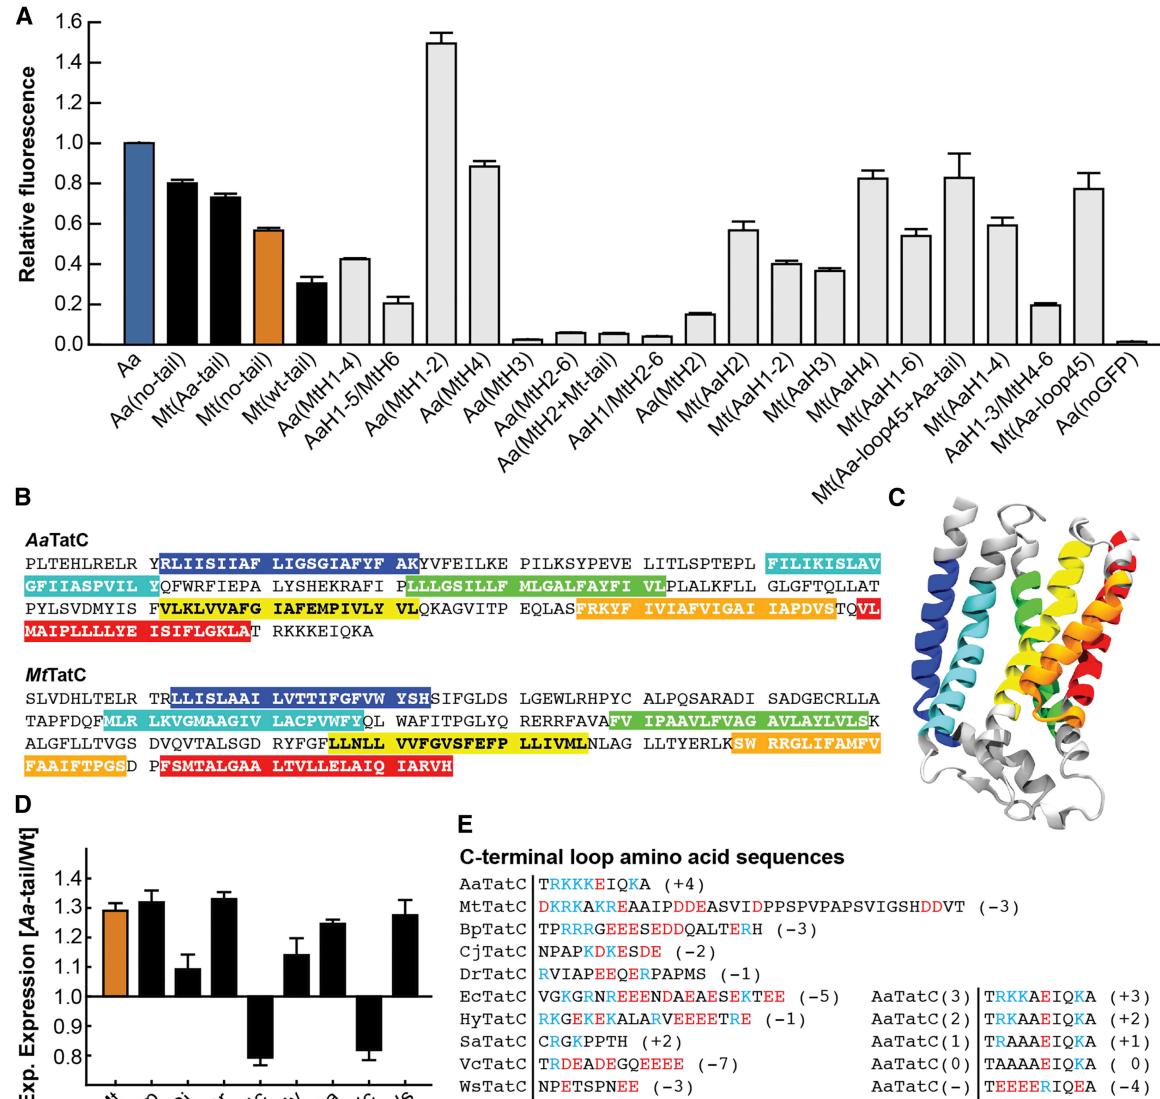 A
Relative fluorescence
1.6
1.4
1.2
1.0
0.8
0.6
0.4
0.2
0.0
Aa
Aa(no-tail)
Mt(Aa-tail)
Mt(no-tail)
Mt(wt-tail)
Aa(MtH1-4)
AaH1-5/MtH6
Aa(MtH1-2)
Aa(MtH4)
Aa(MtH3)
Aa(MtH2-6)
Aa(MtH2+Mt-tail)
AaH1/MtH2-6
Aa(MtH2)
Mt(AaH2)
Mt(AaH1-2)
Mt(AaH3)
Mt(AaH4)
Mt(AaH1-6)
Mt(Aa-loop45+Aa-tail)
Mt(AaH1-4)
AaH1-3/MtH4-6
Mt(Aa-loop45)
Aa(noGFP)
B
AaTatC
PLTEHLRELR YRLIISIIAF LIGSGIAFYF AKYVFEILKE PILKSYPEVE LITLSPTEPL FILIKISLAV
GFIIASPVIL YQFWRFIEPA LYSHEKRAFI PLLLGSILLF MLGALFAYFI VLPLALKFLL GLGFTQLLAT
PYLSVDMYIS FVLKLVVAFG IAFEMPIVLY VLQKAGVITP EQLASFRKYF IVIAFVIGAI IAPDVSTQVL
MAIPLLLLYE ISIFLGKLAT RKKKEIQKA
MtTatC
SLVDHLTELR TRLLISLAAI LVTTIFGFVW YSHSIFGLDS LGEWLRHPYC ALPQSARADI SADGECRLLA
TAPFDQFMLR LKVGMAAGIV LACPVWFYQL WAFITPGLYQ RERRFAVAFV IPAAVLFVAG AVLAYLVLSK
ALGFLLTVGS DVQVTALSGD RYFGFLLNLL VVFGVSFEFP LLIVMLNLAG LLTYERLKSW RRGLIFAMFV
FAAIFTPGSD PFSMTALGAA LTVLLELAIQ IARVH
C
D
Exp. Expression [Aa-tail/Wt]
1.4
1.3
1.2
1.1
1.0
0.9
0.8
E
C-terminal loop amino acid sequences
AaTatC TRKKKEIQKA (+4)
MtTatC DKRKAKREAAIPDDEASVIDPPSPVPAPSVIGSHDDVT (−3)
BpTatC TPRRRGEEESEDDQALTERH (−3)
CjTatC NPAPKDKESDE (−2)
DrTatC RVIAPEEQERPAPMS (−1)
EcTatC VGKGRNREEENDAEAESEKTEE (−5)
HyTatC RKGEKEKALARVEEEETRE (−1)
SaTatC CRGKPPTH (+2)
VcTatC TRDEADEGQEEEE (−7)
WsTatC NPETSPNEE (−3)
AaTatC(3) TRKKAEIQKA (+3)
AaTatC(2) TRKAAEIQKA (+2)
AaTatC(1) TRAAAEIQKA (+1)
AaTatC(0) TAAAAEIQKA ( 0)
AaTatC(-) TEEEERIQEA (−4)